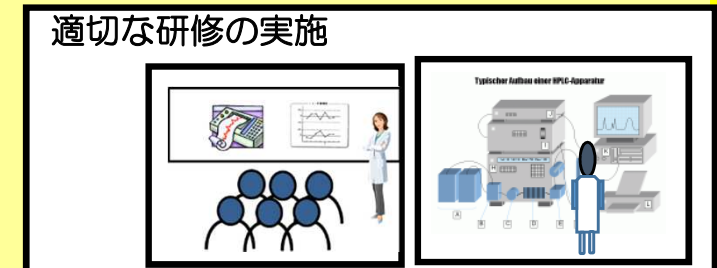 適切な研修の実施
Typischer Aufbau einer HPLC-Apparatur
A
B
C
D
E
H
K
L